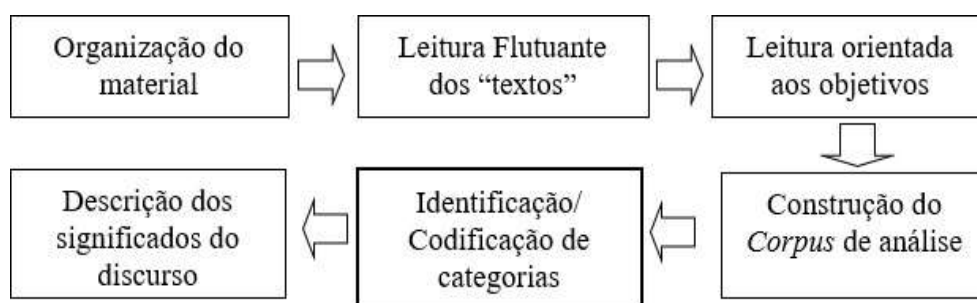 Organização do
material
Leitura Flutuante
dos “textos”
Leitura orientada
aos objetivos
Construção do
Corpus de análise
Identificação/
Codificação de
categorias
Descrição dos
significados do
discurso